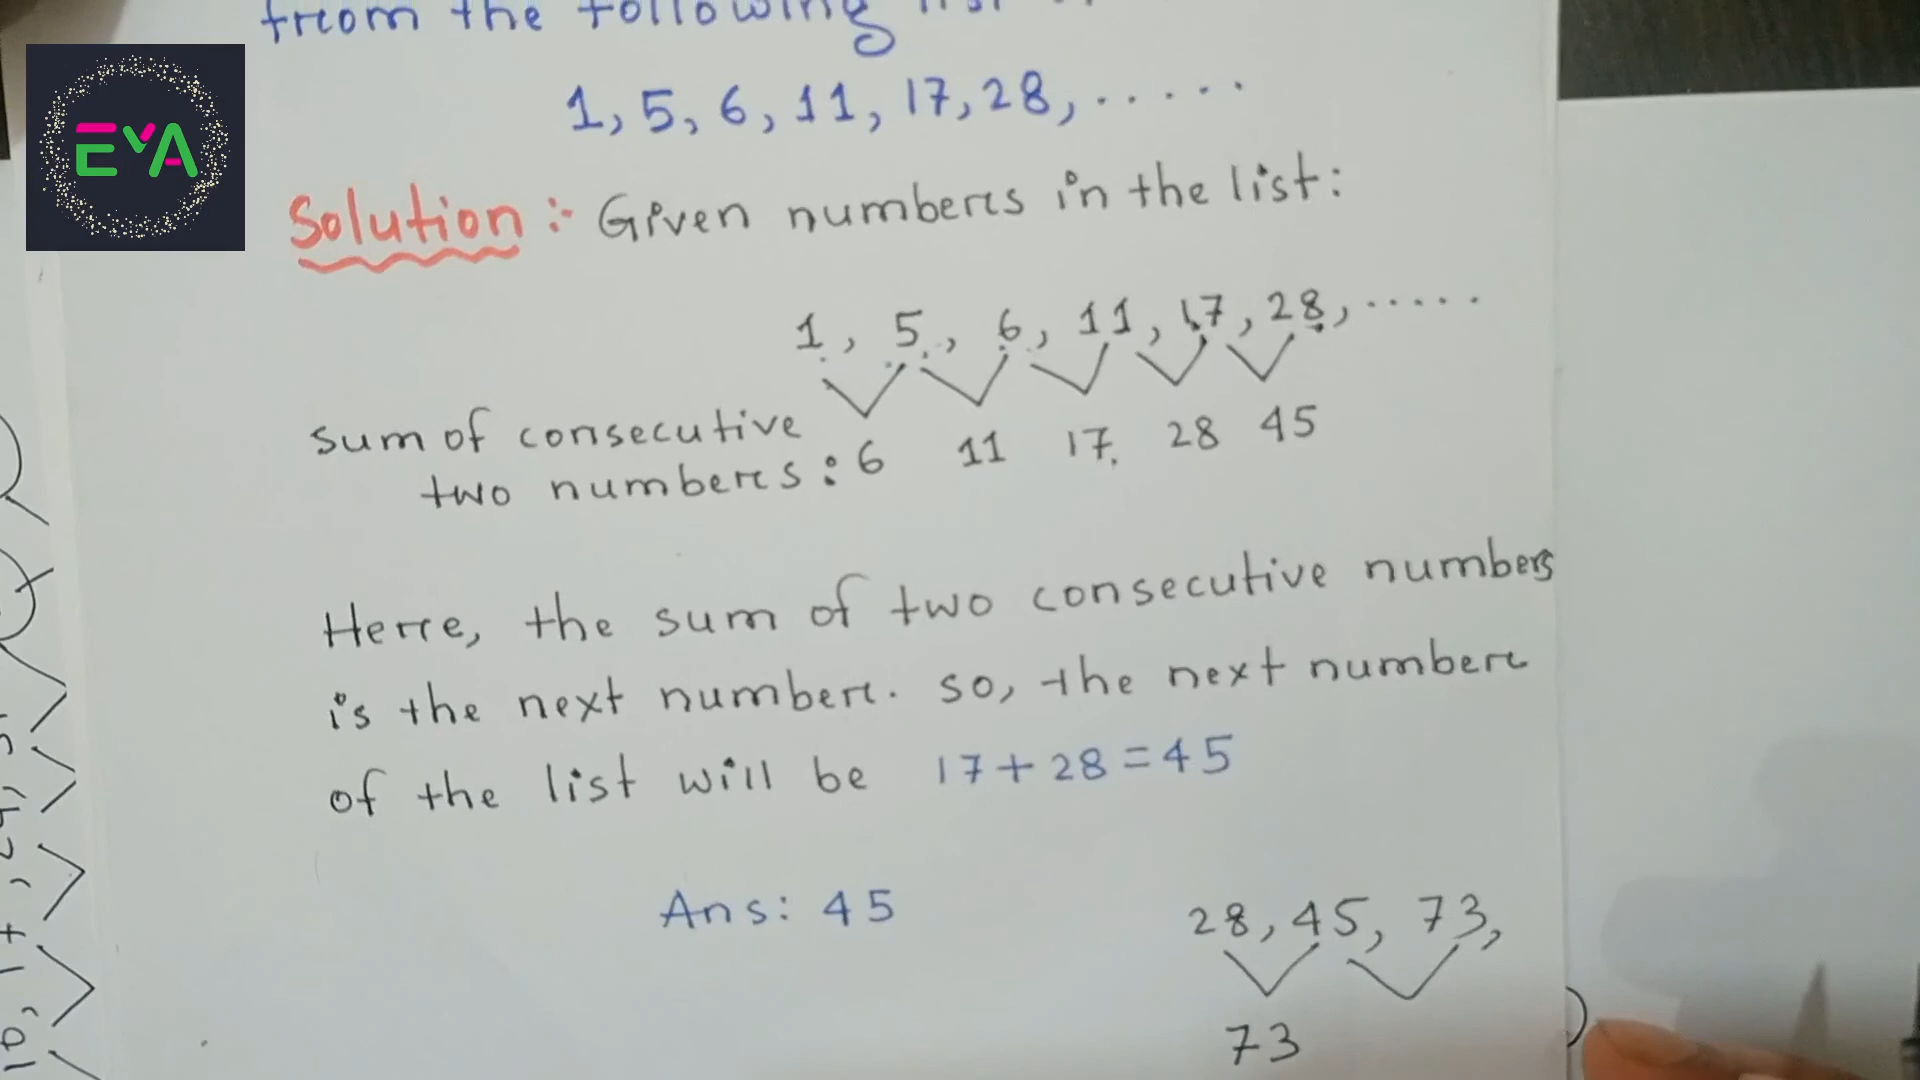 from the following
1, 5, 6, 11, 17, 28, .....
EYA
Solution :- Given numbers in the list:
1, 5, 6, 11, 17, 28, .....
sum of consecutive
two numbers : 6 11 17 28 45
Here, the sum of two consecutive numbers
is the next number. so, the next number
of the list will be 17+28=45
Ans: 45
28, 45, 73,
73